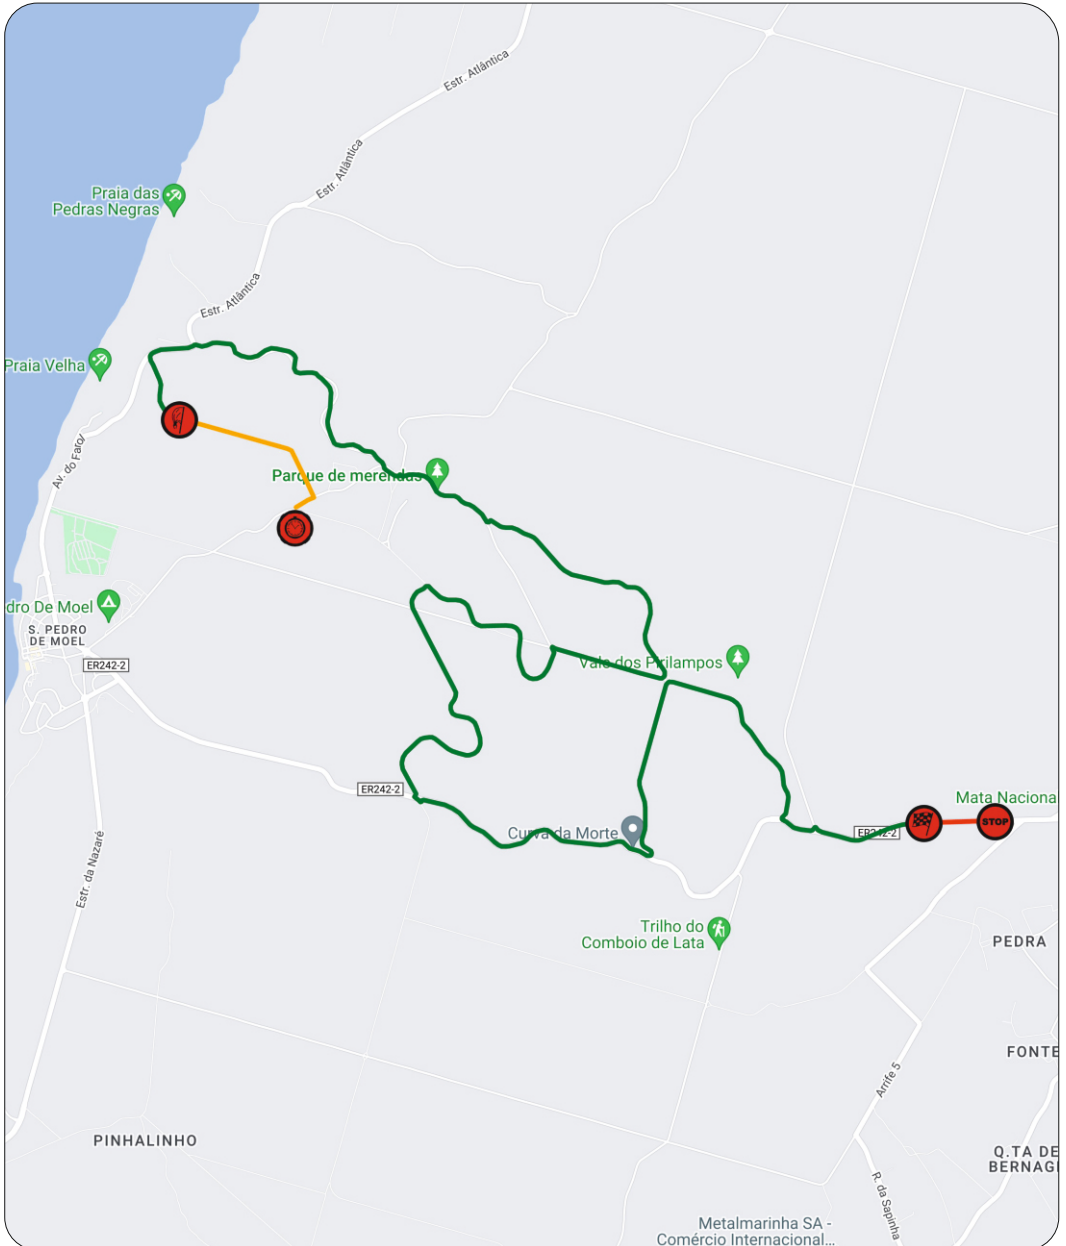 Estr. Atlântica
Estr. Atlântica
Praia das
Pedras Negras
Estr. Atlântica
Praia Velha
Av. do Farol
Parque de merendas
dro De Moel
S. PEDRO
DE MOEL
ER242-2
Vale dos Pirilampos
ER242-2
Mata Naciona
STOP
Curva da Morte
ER242-2
Estr. da Nazaré
Trilho do
Comboio de Lata
PEDRA
FONTE
Arrife 5
PINHALINHO
Q.TA DE
BERNAG
R. da Sapinha
Metalmarinha SA -
Comércio Internacional...